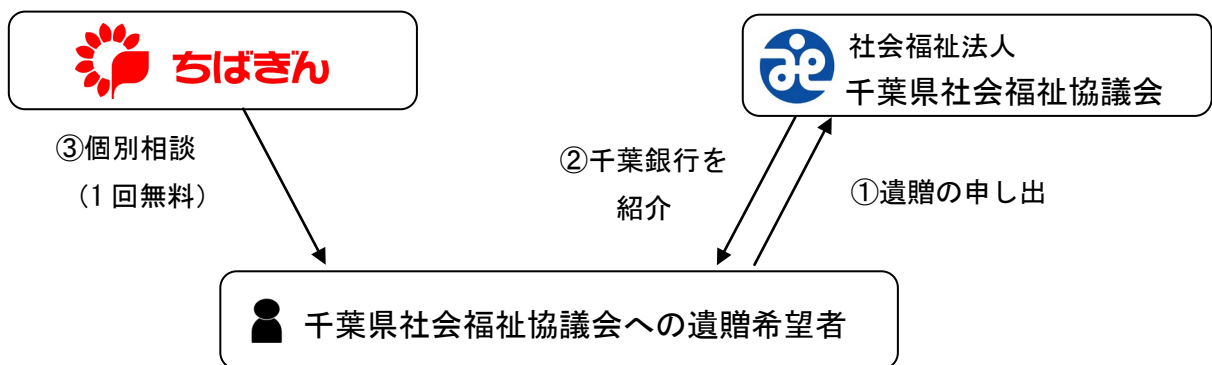 ちばぎん
社会福祉法人
千葉県社会福祉協議会
③個別相談
(1回無料)
②千葉銀行を
紹介
①遺贈の申し出
千葉県社会福祉協議会への遺贈希望者